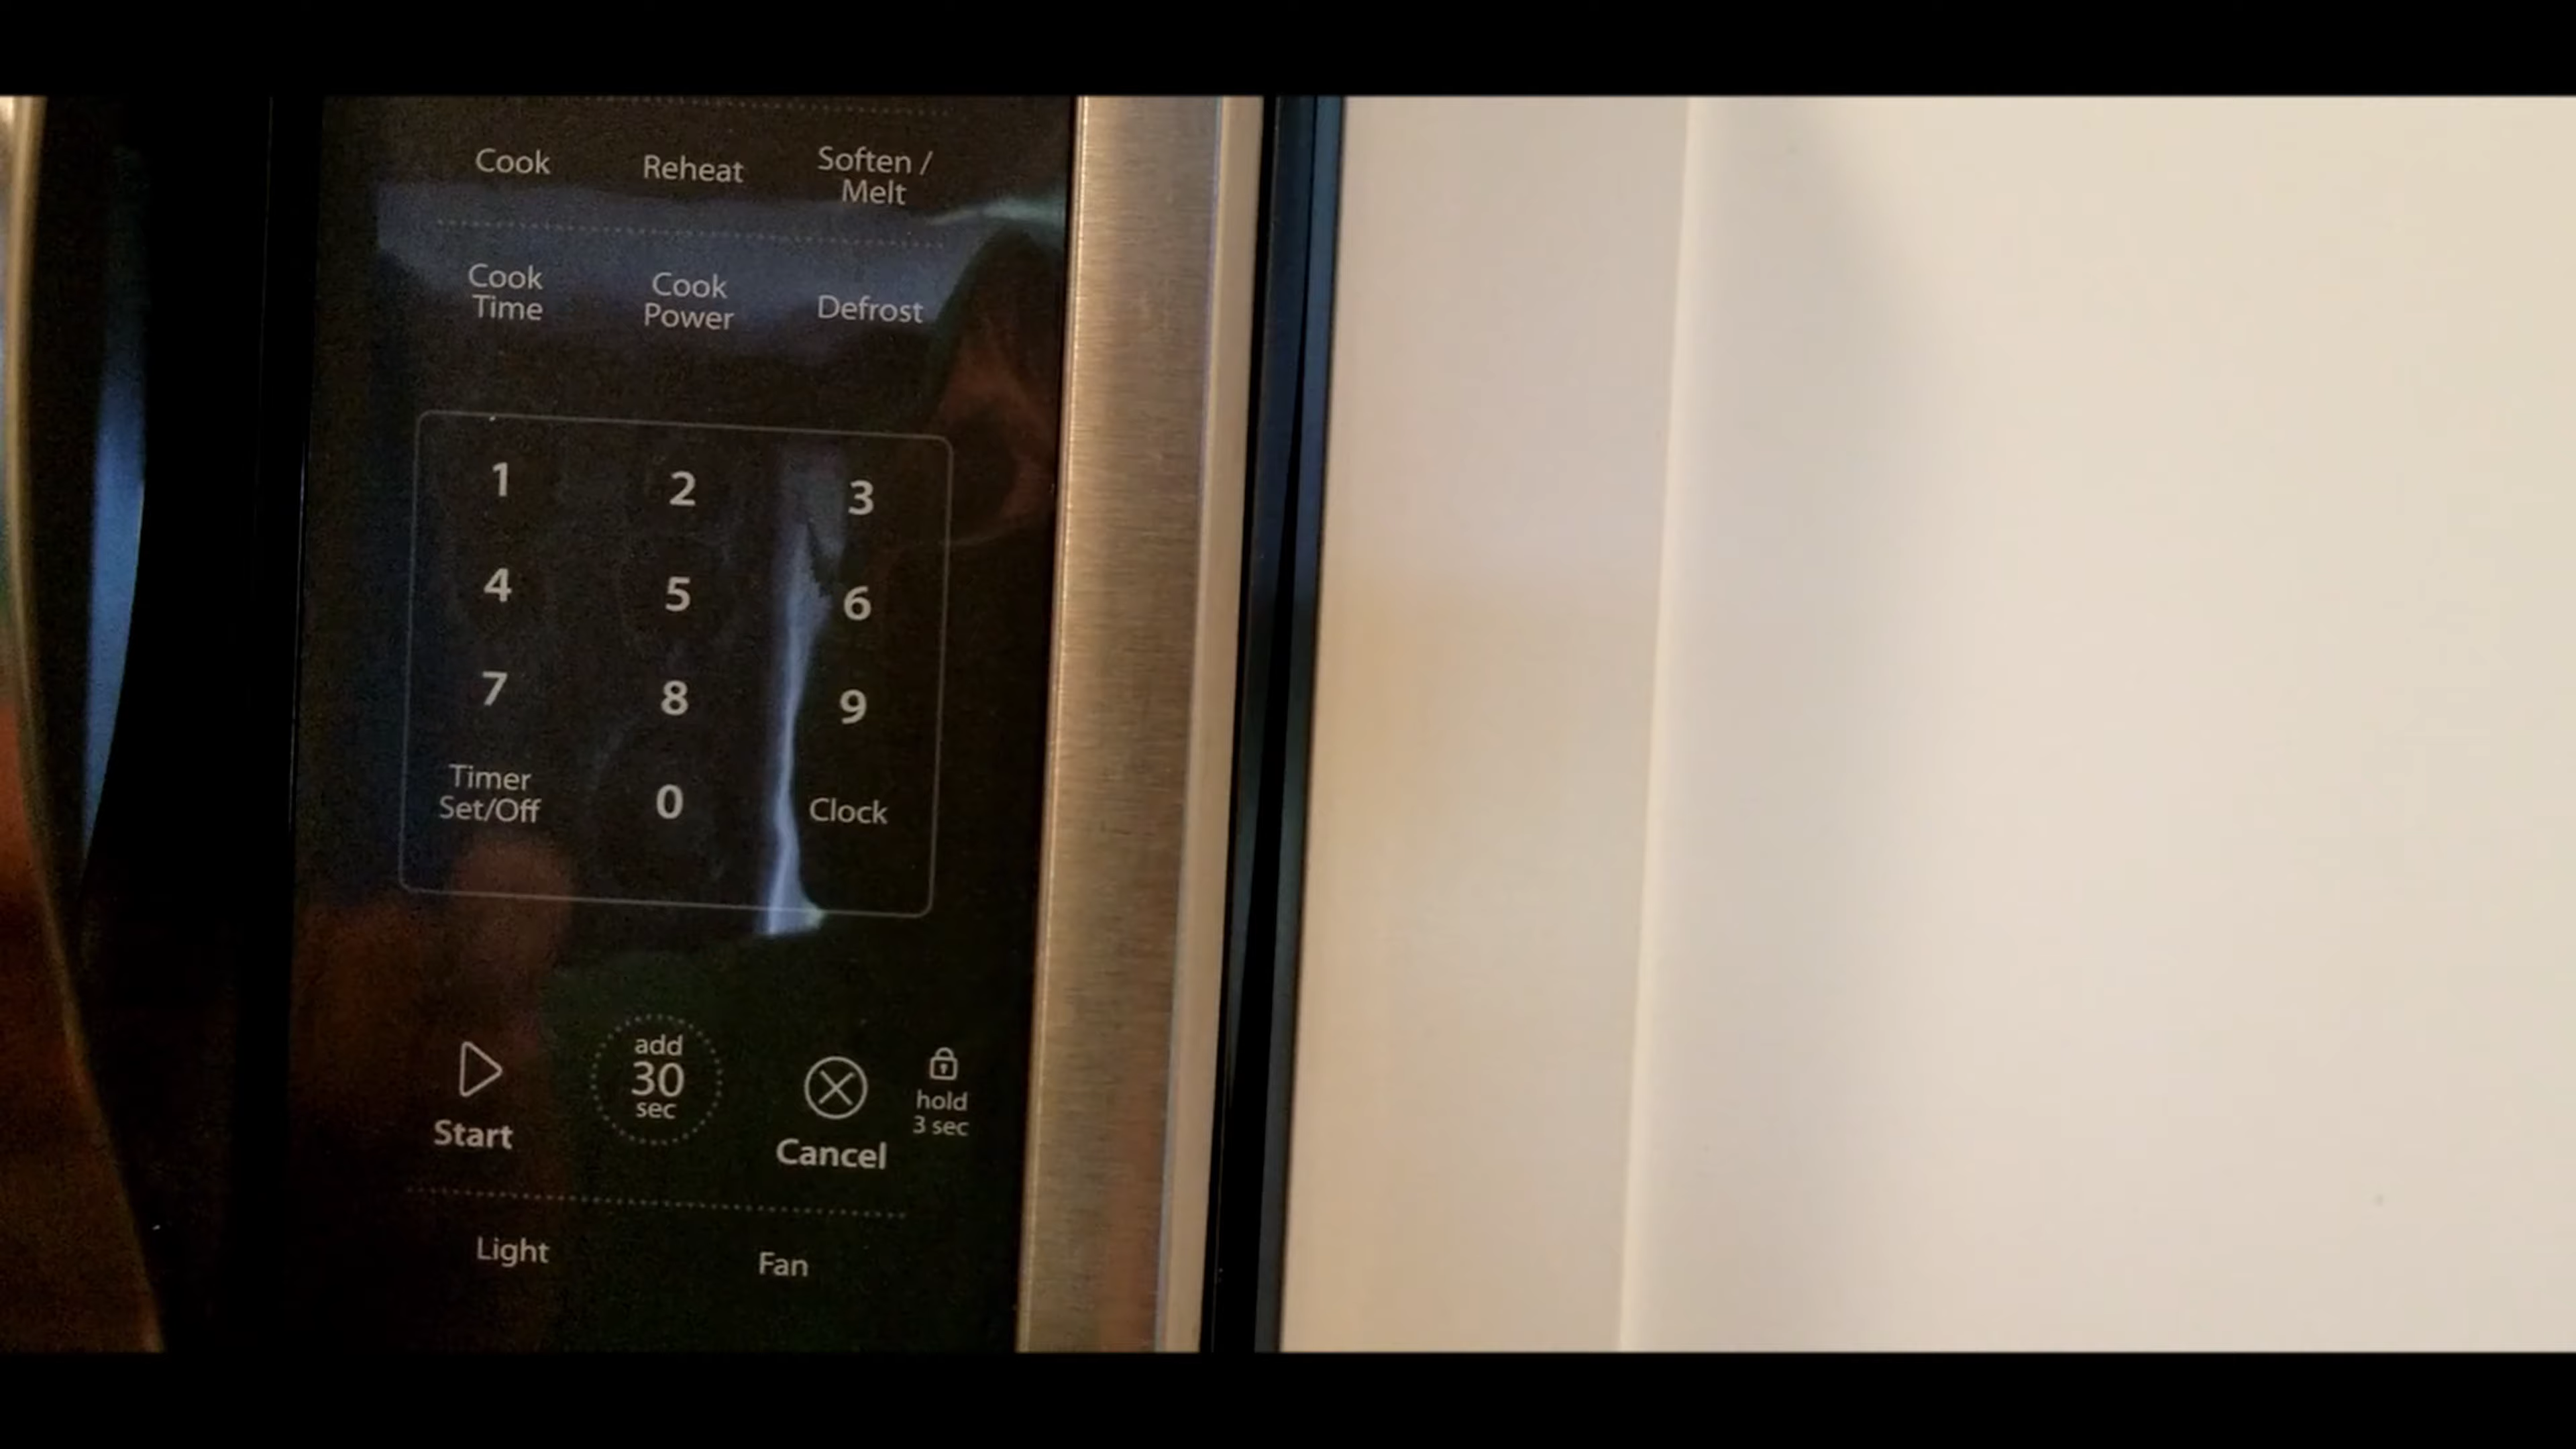 Cook Reheat Soften /
Melt
Cook Cook Defrost
Time Power
1 2 3
4 5 6
7 8 9
Timer
Set/Off 0 Clock
add
30
sec
hold
3 sec
Start Cancel
Light Fan